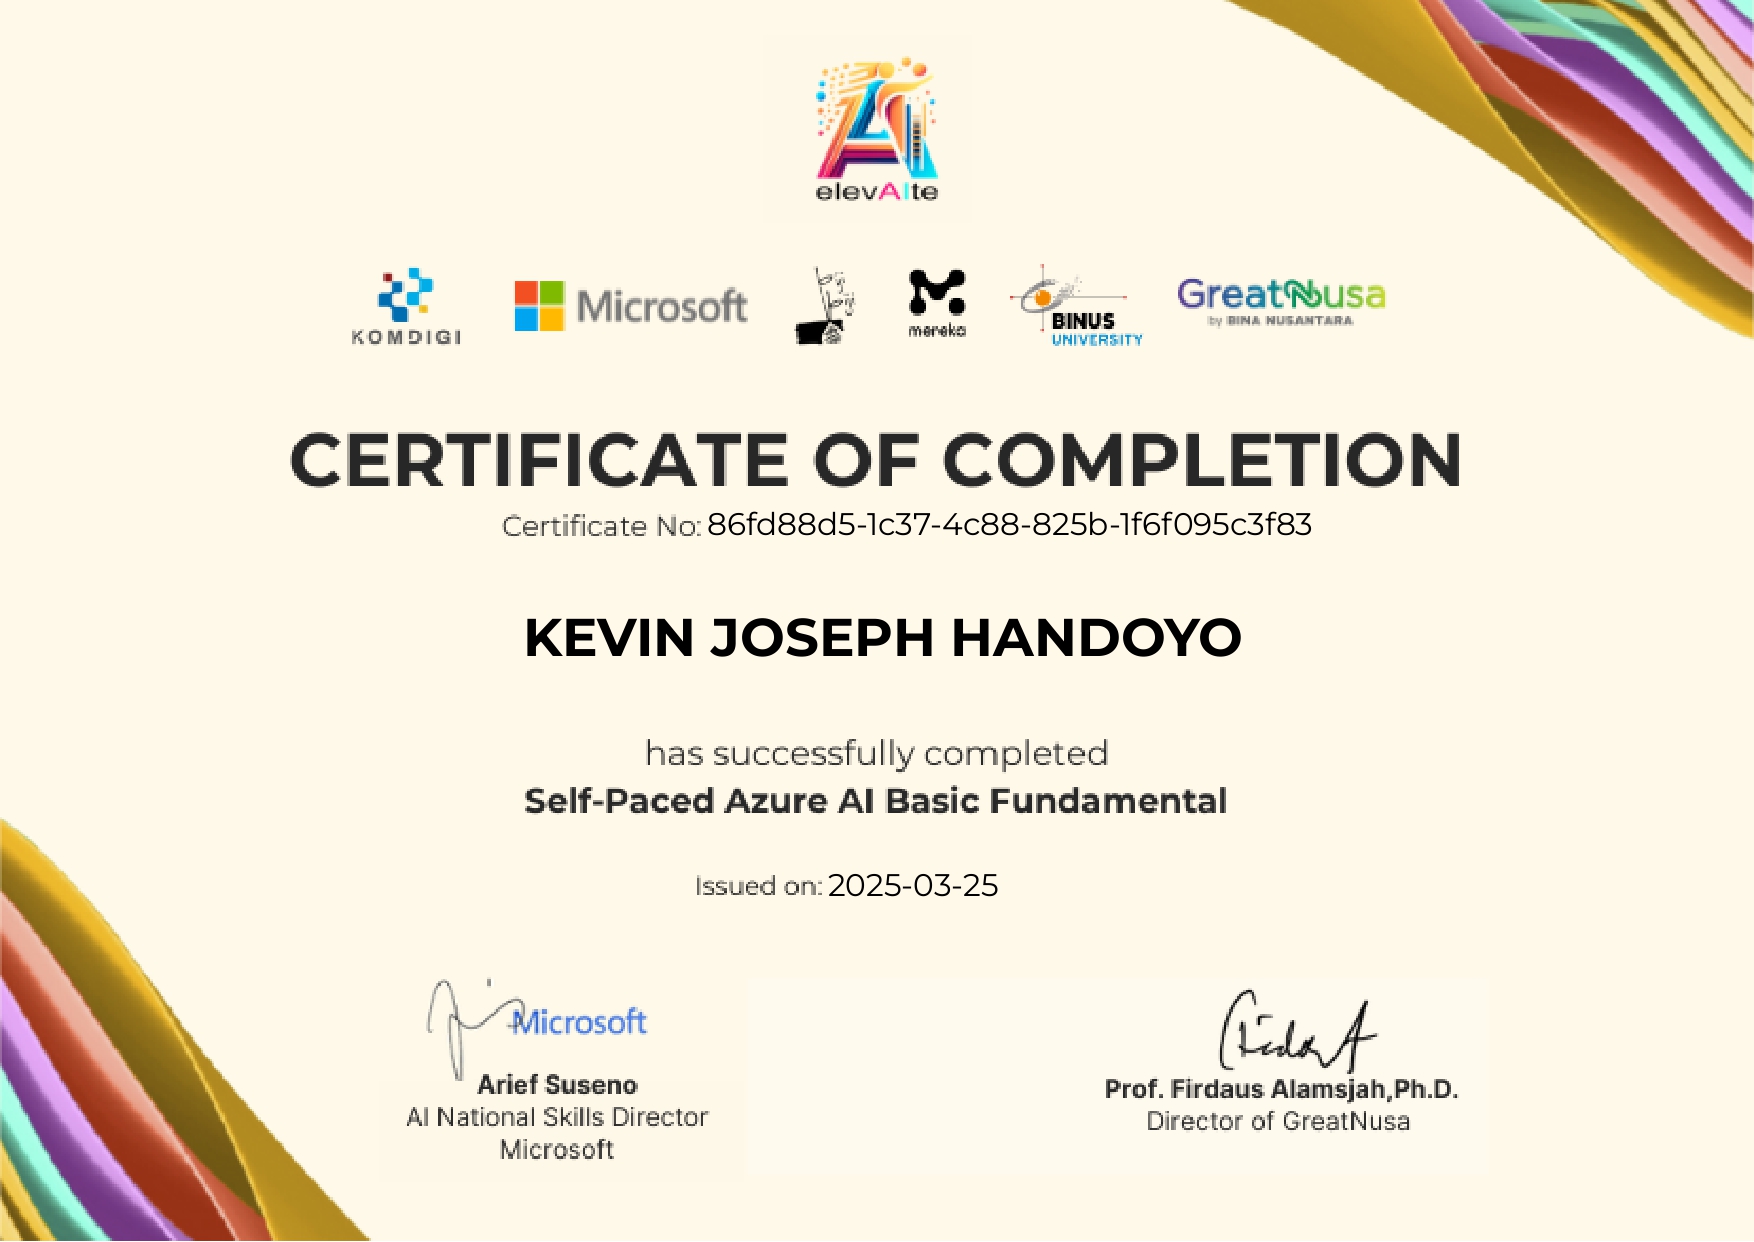 elevAIte
KOMDIGI
Microsoft
mereka
BINUS
UNIVERSITY
GreatNusa
by BINA NUSANTARA
CERTIFICATE OF COMPLETION
Certificate No: 86fd88d5-1c37-4c88-825b-1f6f095c3f83
KEVIN JOSEPH HANDOYO
has successfully completed
Self-Paced Azure AI Basic Fundamental
Issued on: 2025-03-25
Microsoft
Arief Suseno
AI National Skills Director
Microsoft
Prof. Firdaus Alamsjah,Ph.D.
Director of GreatNusa